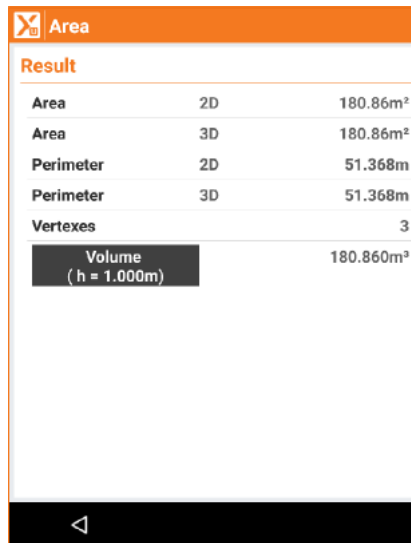 Area
Result
Area 2D 180.86m²
Area 3D 180.86m²
Perimeter 2D 51.368m
Perimeter 3D 51.368m
Vertexes 3
Volume 180.860m³
( h = 1.000m)